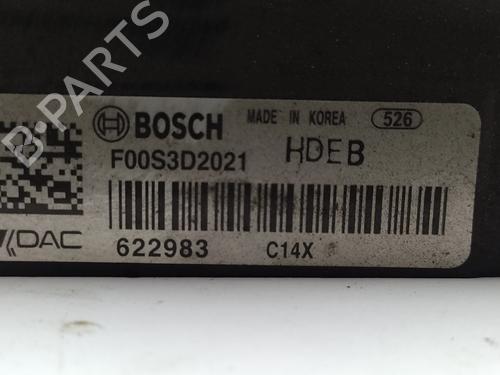 BOSCH MADE IN KOREA 526
F00S3D2021 HDEB
DAC 622983 C14X
B-PARTS